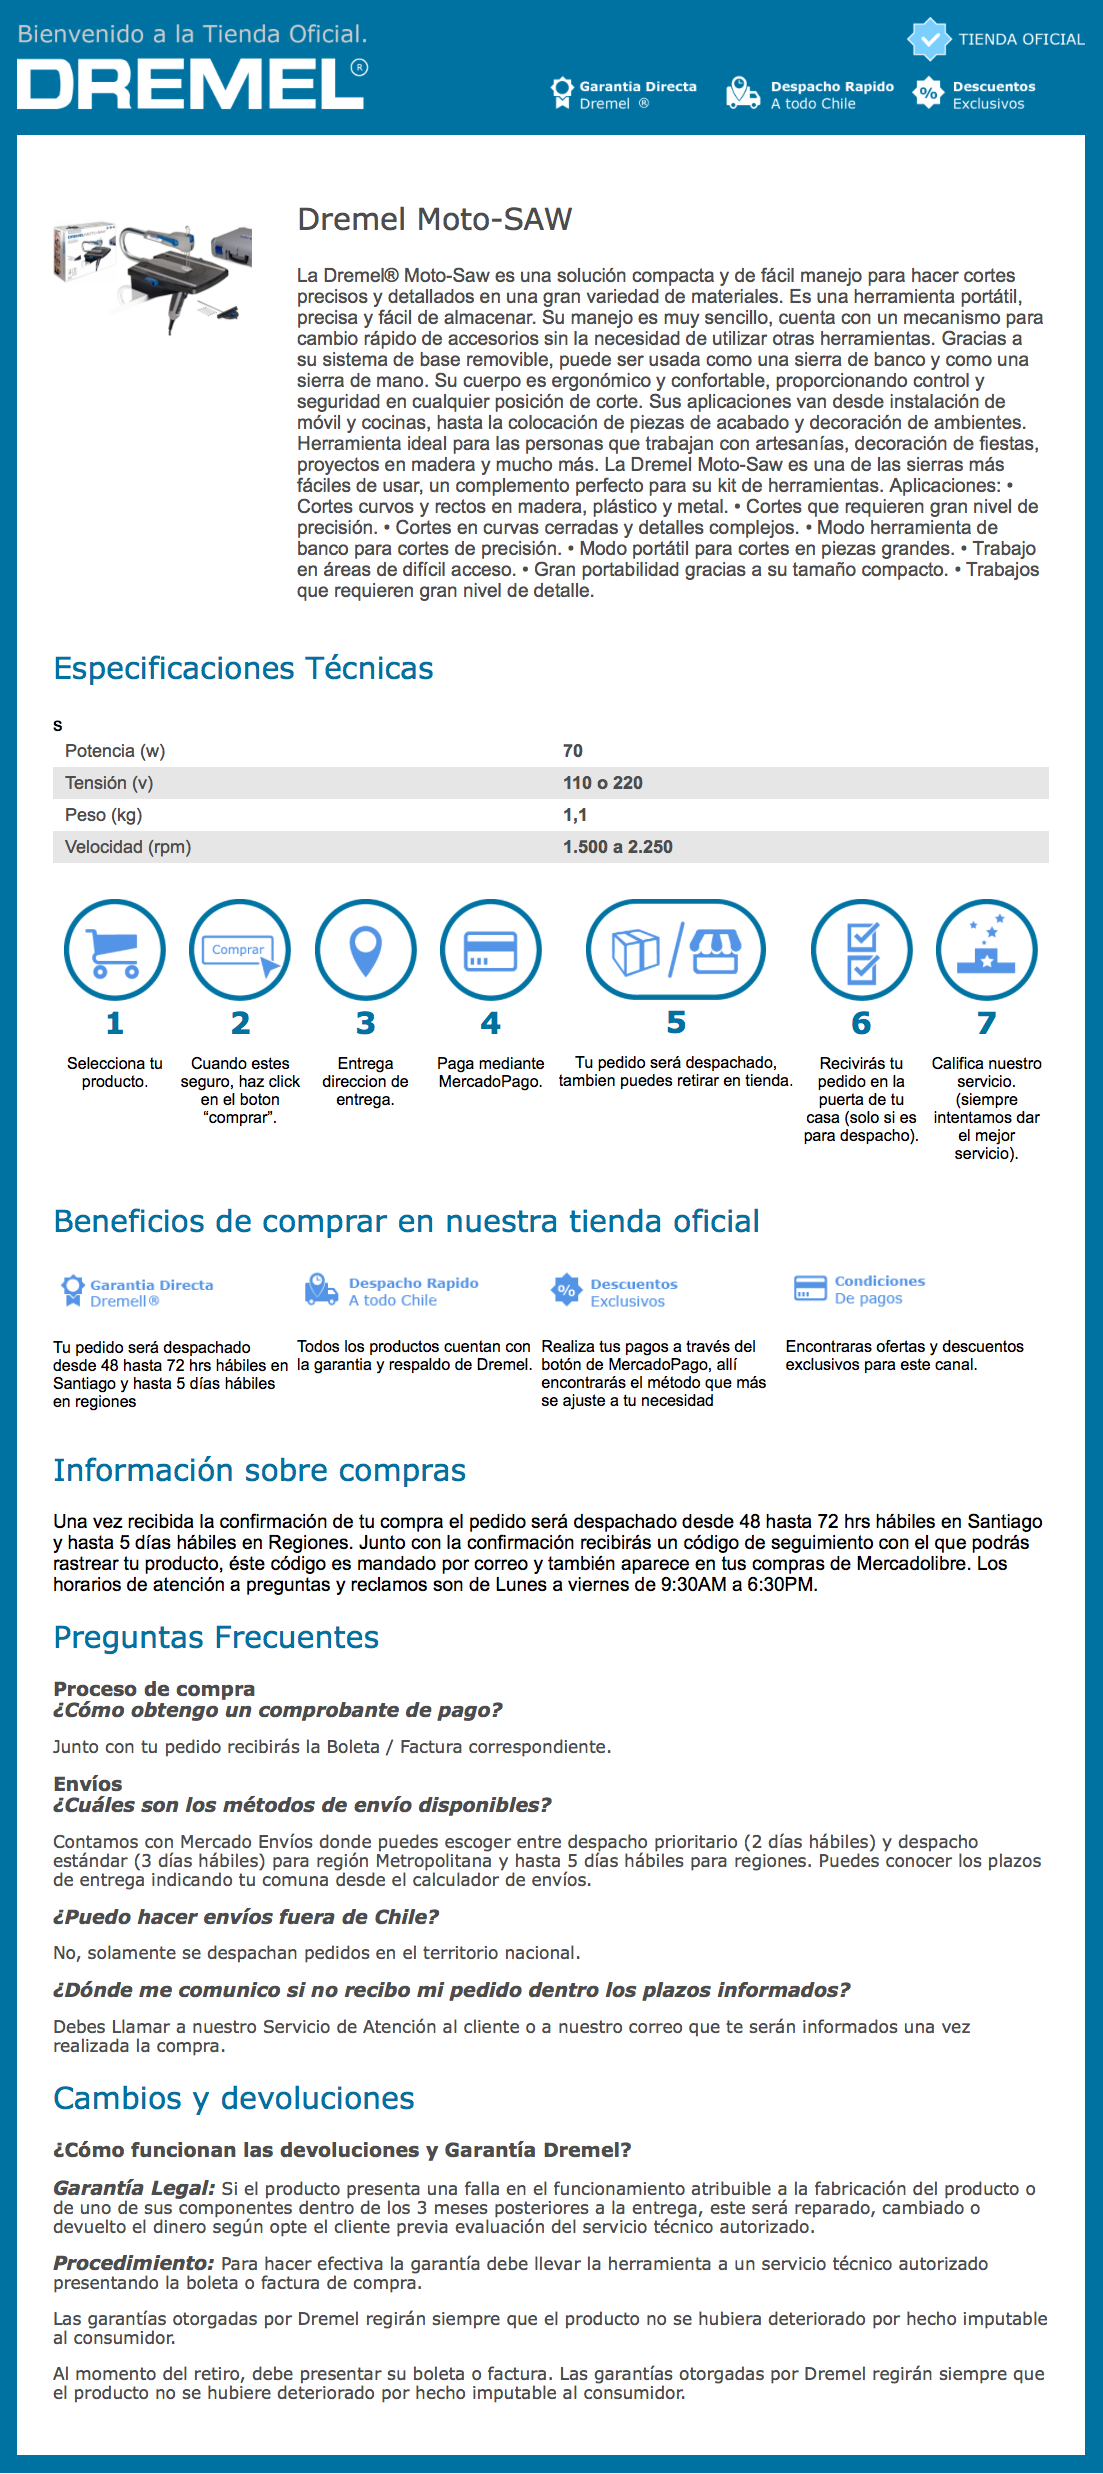 Bienvenido a la Tienda Oficial.
DREMEL®
TIENDA OFICIAL
Garantia Directa
Dremel ®
Despacho Rapido
A todo Chile
Descuentos
Exclusivos
Dremel Moto-SAW
La Dremel® Moto-Saw es una solución compacta y de fácil manejo para hacer cortes
precisos y detallados en una gran variedad de materiales. Es una herramienta portátil,
precisa y fácil de almacenar. Su manejo es muy sencillo, cuenta con un mecanismo para
cambio rápido de accesorios sin la necesidad de utilizar otras herramientas. Gracias a
su sistema de base removible, puede ser usada como una sierra de banco y como una
sierra de mano. Su cuerpo es ergonómico y confortable, proporcionando control y
seguridad en cualquier posición de corte. Sus aplicaciones van desde instalación de
móvil y cocinas, hasta la colocación de piezas de acabado y decoración de ambientes.
Herramienta ideal para las personas que trabajan con artesanías, decoración de fiestas,
proyectos en madera y mucho más. La Dremel Moto-Saw es una de las sierras más
fáciles de usar, un complemento perfecto para su kit de herramientas. Aplicaciones: •
Cortes curvos y rectos en madera, plástico y metal. • Cortes que requieren gran nivel de
precisión. • Cortes en curvas cerradas y detalles complejos. • Modo herramienta de
banco para cortes de precisión. • Modo portátil para cortes en piezas grandes. • Trabajo
en áreas de difícil acceso. • Gran portabilidad gracias a su tamaño compacto. • Trabajos
que requieren gran nivel de detalle.
Especificaciones Técnicas
s
Potencia (w) 70
Tensión (v) 110 o 220
Peso (kg) 1,1
Velocidad (rpm) 1.500 a 2.250
Comprar
1
Selecciona tu
producto.
2
Cuando estes
seguro, haz click
en el boton
“comprar”.
3
Entrega
direccion de
entrega.
4
Paga mediante
MercadoPago.
5
Tu pedido será despachado,
tambien puedes retirar en tienda.
6
Recivirás tu
pedido en la
puerta de tu
casa (solo si es
para despacho).
7
Califica nuestro
servicio.
(siempre
intentamos dar
el mejor
servicio).
Beneficios de comprar en nuestra tienda oficial
Garantia Directa
Dremell®
Tu pedido será despachado
desde 48 hasta 72 hrs hábiles en
Santiago y hasta 5 días hábiles
en regiones
Despacho Rapido
A todo Chile
Todos los productos cuentan con
la garantia y respaldo de Dremel.
Descuentos
Exclusivos
Realiza tus pagos a través del
botón de MercadoPago, allí
encontrarás el método que más
se ajuste a tu necesidad
Condiciones
De pagos
Encontraras ofertas y descuentos
exclusivos para este canal.
Información sobre compras
Una vez recibida la confirmación de tu compra el pedido será despachado desde 48 hasta 72 hrs hábiles en Santiago
y hasta 5 días hábiles en Regiones. Junto con la confirmación recibirás un código de seguimiento con el que podrás
rastrear tu producto, éste código es mandado por correo y también aparece en tus compras de Mercadolibre. Los
horarios de atención a preguntas y reclamos son de Lunes a viernes de 9:30AM a 6:30PM.
Preguntas Frecuentes
Proceso de compra
¿Cómo obtengo un comprobante de pago?
Junto con tu pedido recibirás la Boleta / Factura correspondiente.
Envíos
¿Cuáles son los métodos de envío disponibles?
Contamos con Mercado Envíos donde puedes escoger entre despacho prioritario (2 días hábiles) y despacho
estándar (3 días hábiles) para región Metropolitana y hasta 5 días hábiles para regiones. Puedes conocer los plazos
de entrega indicando tu comuna desde el calculador de envíos.
¿Puedo hacer envíos fuera de Chile?
No, solamente se despachan pedidos en el territorio nacional.
¿Dónde me comunico si no recibo mi pedido dentro los plazos informados?
Debes Llamar a nuestro Servicio de Atención al cliente o a nuestro correo que te serán informados una vez
realizada la compra.
Cambios y devoluciones
¿Cómo funcionan las devoluciones y Garantía Dremel?
Garantía Legal: Si el producto presenta una falla en el funcionamiento atribuible a la fabricación del producto o
de uno de sus componentes dentro de los 3 meses posteriores a la entrega, este será reparado, cambiado o
devuelto el dinero según opte el cliente previa evaluación del servicio técnico autorizado.
Procedimiento: Para hacer efectiva la garantía debe llevar la herramienta a un servicio técnico autorizado
presentando la boleta o factura de compra.
Las garantías otorgadas por Dremel regirán siempre que el producto no se hubiera deteriorado por hecho imputable
al consumidor.
Al momento del retiro, debe presentar su boleta o factura. Las garantías otorgadas por Dremel regirán siempre que
el producto no se hubiere deteriorado por hecho imputable al consumidor.